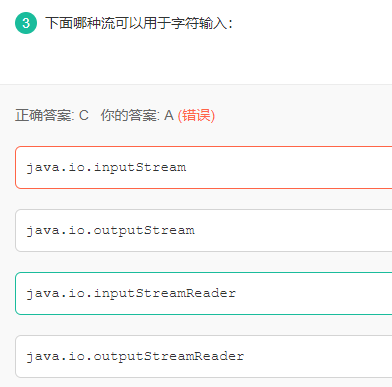 3 下面哪种流可以用于字符输入：
正确答案: C 你的答案: A (错误)
java.io.inputStream
java.io.outputStream
java.io.inputStreamReader
java.io.outputStreamReader